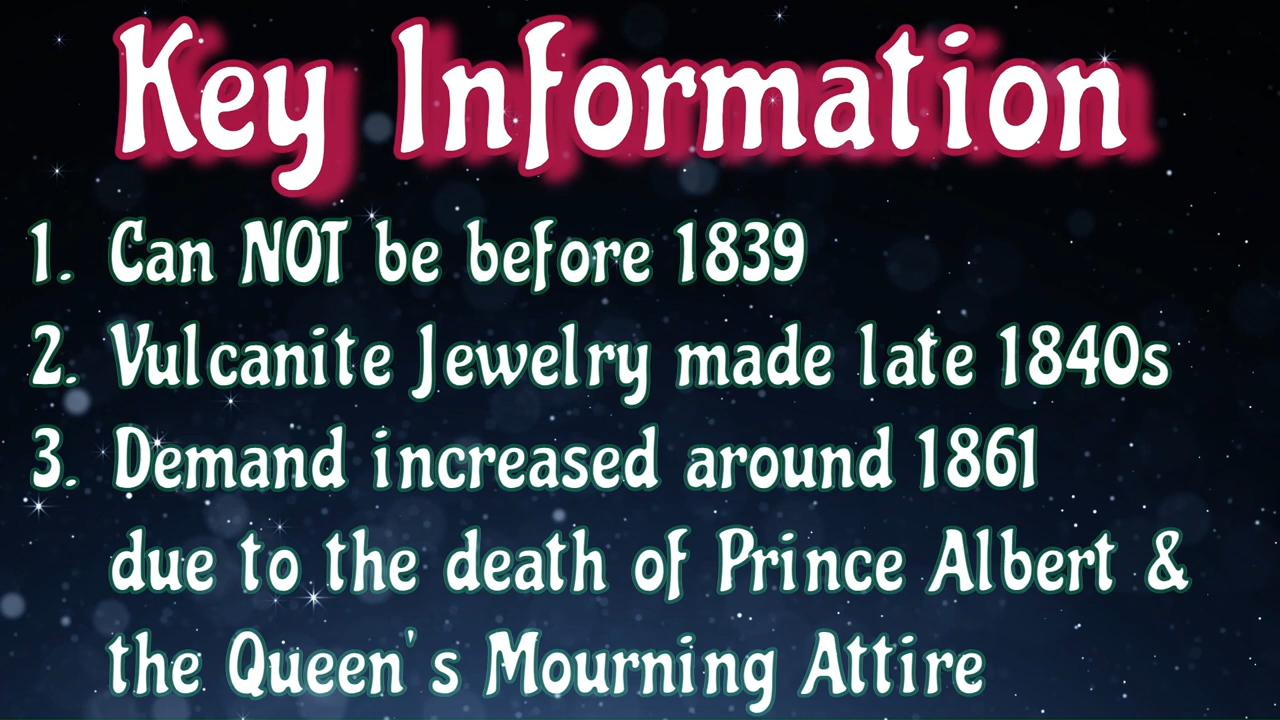 Key Information
1. Can NOT be before 1839
2. Vulcanite Jewelry made late 1840s
3. Demand increased around 1861
due to the death of Prince Albert &
the Queen's Mourning Attire